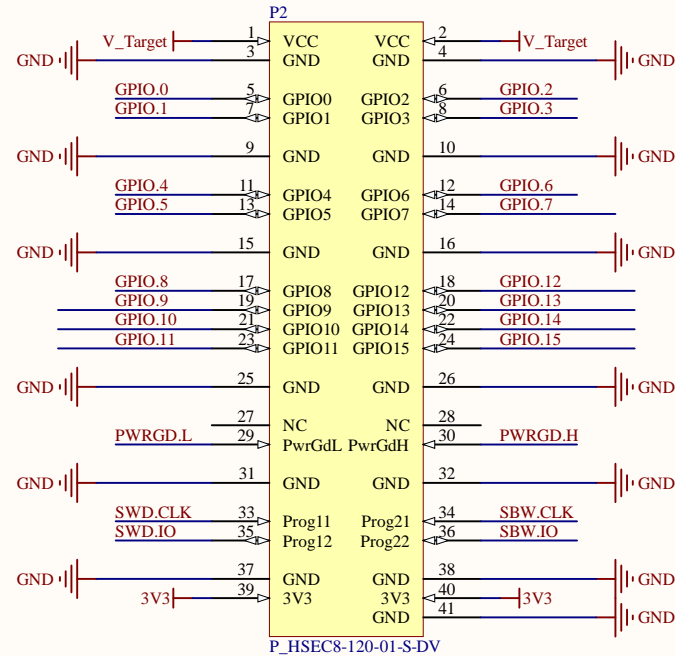 P2
V_Target 1 VCC VCC 2 V_Target
GND 3 GND GND 4 GND
GPIO.0 5 GPIO0 GPIO2 6 GPIO.2
GPIO.1 7 GPIO1 GPIO3 8 GPIO.3
GND 9 GND GND 10 GND
GPIO.4 11 GPIO4 GPIO6 12 GPIO.6
GPIO.5 13 GPIO5 GPIO7 14 GPIO.7
GND 15 GND GND 16 GND
GPIO.8 17 GPIO8 GPIO12 18 GPIO.12
GPIO.9 19 GPIO9 GPIO13 20 GPIO.13
GPIO.10 21 GPIO10 GPIO14 22 GPIO.14
GPIO.11 23 GPIO11 GPIO15 24 GPIO.15
GND 25 GND GND 26 GND
27 NC NC 28
PWRGD.L 29 PwrGdL PwrGdH 30 PWRGD.H
GND 31 GND GND 32 GND
SWD.CLK 33 Prog11 Prog21 34 SBW.CLK
SWD.IO 35 Prog12 Prog22 36 SBW.IO
GND 37 GND GND 38 GND
3V3 39 3V3 3V3 40 3V3
GND 41 GND
P_HSEC8-120-01-S-DV